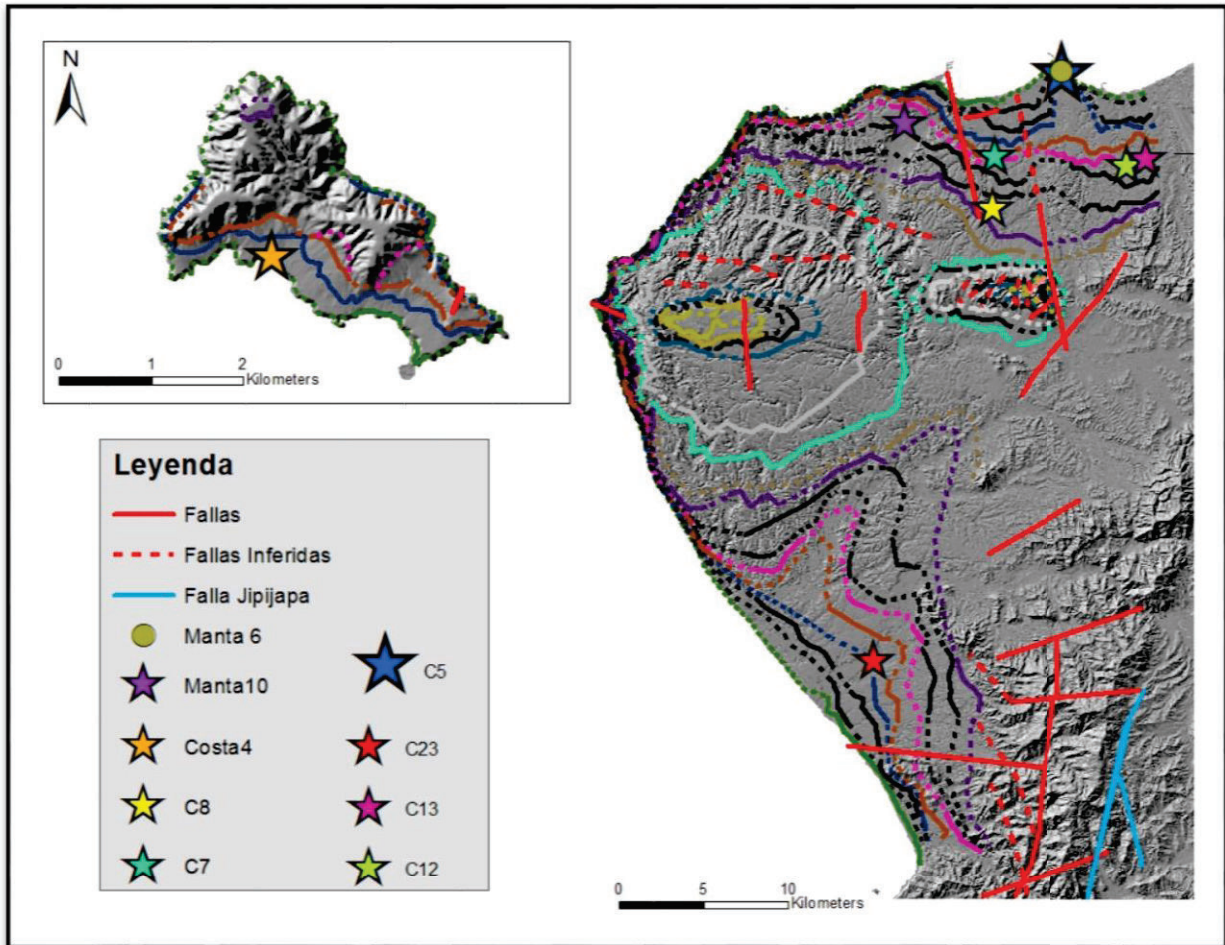 N
0 1 2
Kilometers
Leyenda
Fallas
Fallas Inferidas
Falla Jipijapa
Manta 6
Manta10
Costa4
C8
C7
C5
C23
C13
C12
0 5 10
Kilometers